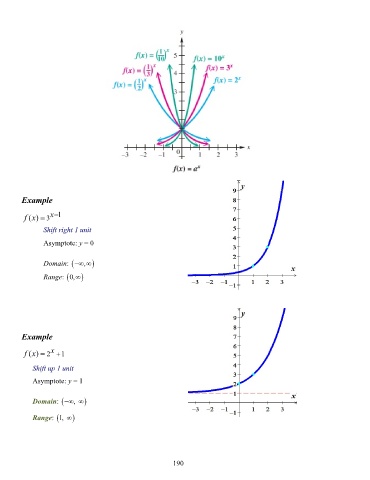 y
f(x) = (1/10)^x 5 f(x) = 10^x
f(x) = (1/3)^x 4 f(x) = 3^x
f(x) = (1/2)^x 3 f(x) = 2^x
x
–3 –2 –1 0 1 2 3
f(x) = a^x
Example
f(x) = 3^(x–1)
Shift right 1 unit
Asymptote: y = 0
Domain: (–∞, ∞)
Range: (0, ∞)
y
9
8
7
6
5
4
3
2
1
x
–3 –2 –1 1 2 3
–1
Example
f(x) = 2^x + 1
Shift up 1 unit
Asymptote: y = 1
Domain: (–∞, ∞)
Range: (1, ∞)
y
9
8
7
6
5
4
3
2
1
x
–3 –2 –1 1 2 3
–1
190